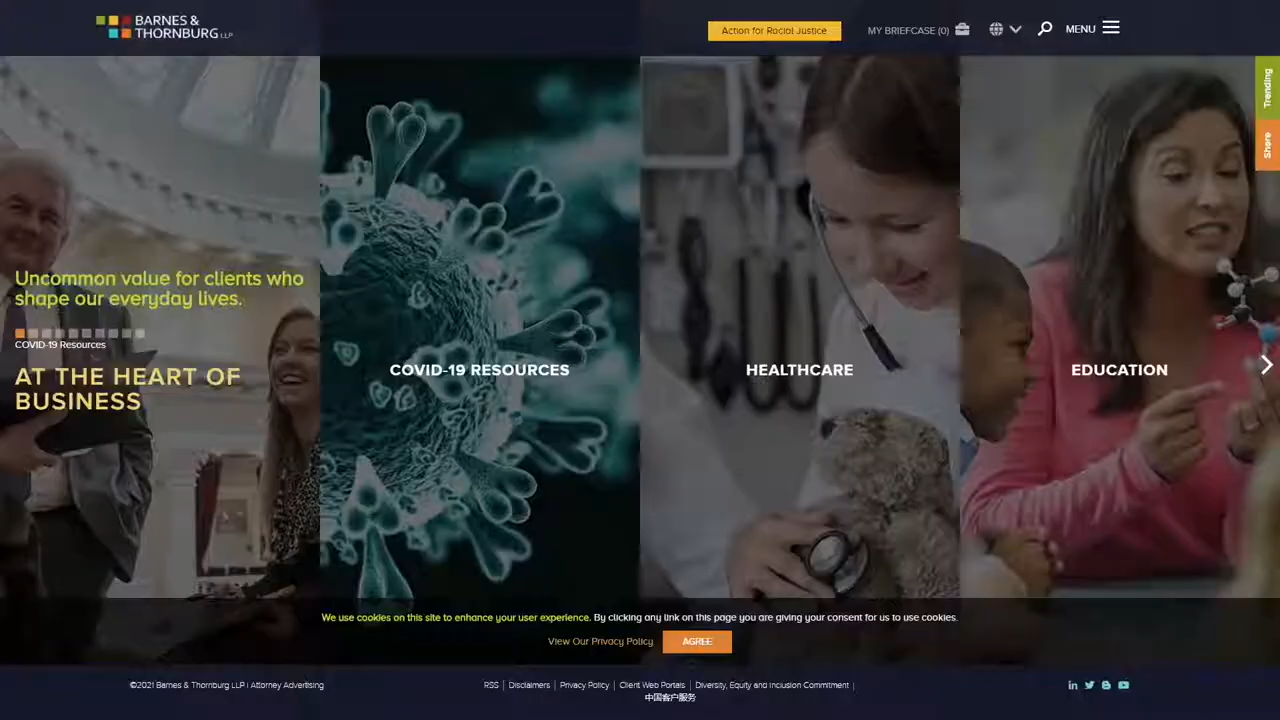 BARNES &
THORNBURG LLP
Action for Racial Justice
MY BRIEFCASE (0)
MENU
Trending
Share
Uncommon value for clients who
shape our everyday lives.
COVID-19 Resources
AT THE HEART OF
BUSINESS
COVID-19 RESOURCES
HEALTHCARE
EDUCATION
We use cookies on this site to enhance your user experience. By clicking any link on this page you are giving your consent for us to use cookies.
View Our Privacy Policy AGREE
©2021 Barnes & Thornburg LLP | Attorney Advertising
RSS | Disclaimers | Privacy Policy | Client Web Portals | Diversity, Equity and Inclusion Commitment |
中国客户服务